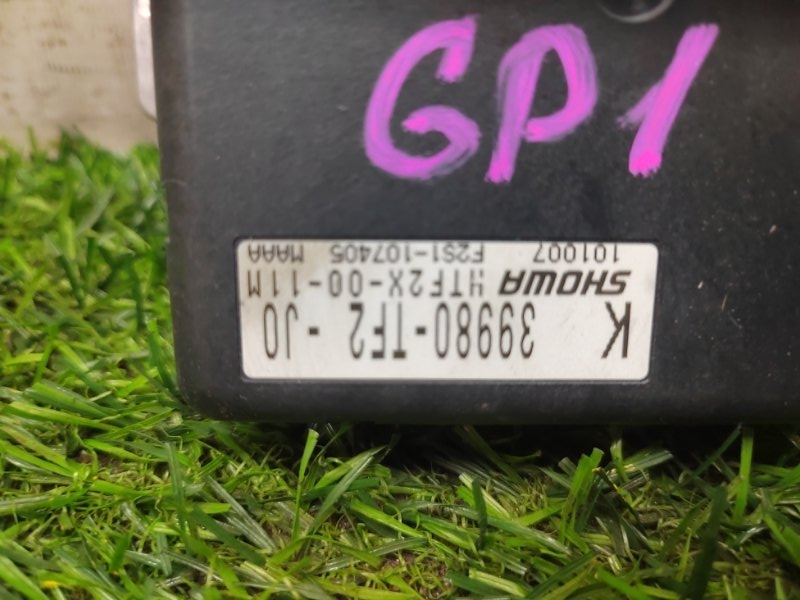 GP1
K 39980-TF2-J0
SHOWA HTF2X-00-11M
101007 F2S1-107405 MAAA